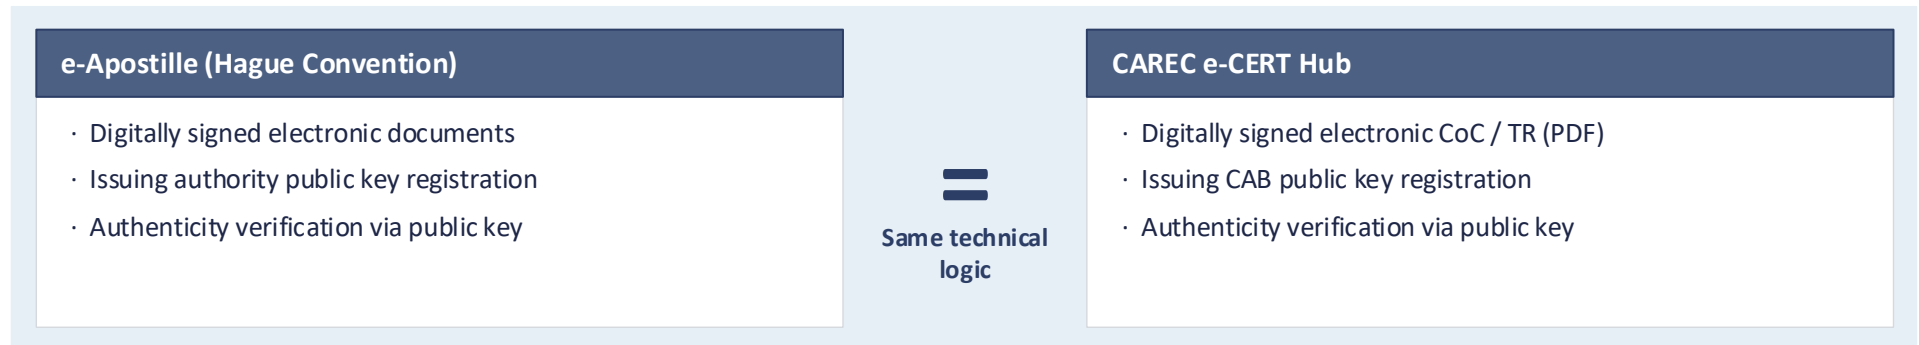 e-Apostille (Hague Convention)
· Digitally signed electronic documents
· Issuing authority public key registration
· Authenticity verification via public key
=
Same technical
logic
CAREC e-CERT Hub
· Digitally signed electronic CoC / TR (PDF)
· Issuing CAB public key registration
· Authenticity verification via public key